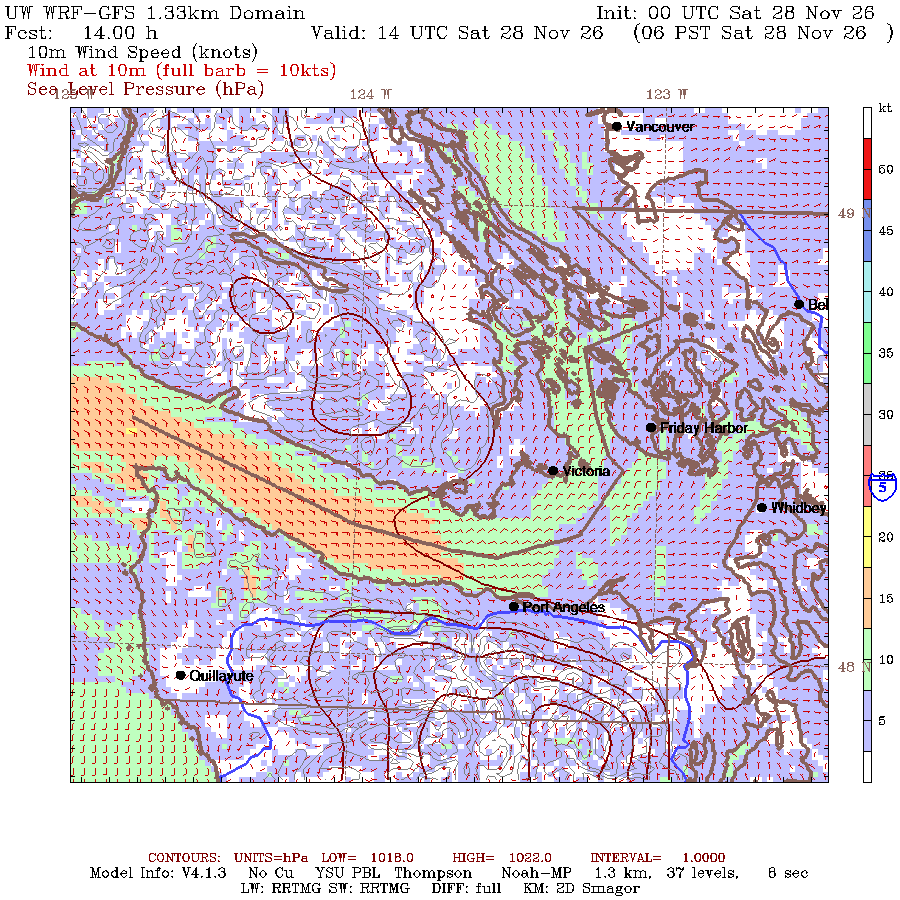 UW WRF-GFS 1.33km Domain Init: 00 UTC Sat 28 Nov 26
Fcst: 14.00 h Valid: 14 UTC Sat 28 Nov 26 (06 PST Sat 28 Nov 26 )
10m Wind Speed (knots)
Wind at 10m (full barb = 10kts)
Sea Level Pressure (hPa)
125 W 124 W 123 W
kt
Vancouver
60
49 N
50
45
Bel
40
35
30
Friday Harbor
Victoria
25
5
Whidbey
20
15
Port Angeles
10
48 N
Quillayute
5
CONTOURS: UNITS=hPa LOW= 1018.0 HIGH= 1022.0 INTERVAL= 1.0000
Model Info: V4.1.3 No Cu YSU PBL Thompson Noah-MP 1.3 km, 37 levels, 8 sec
LW: RRTMG SW: RRTMG DIFF: full KM: 2D Smagor